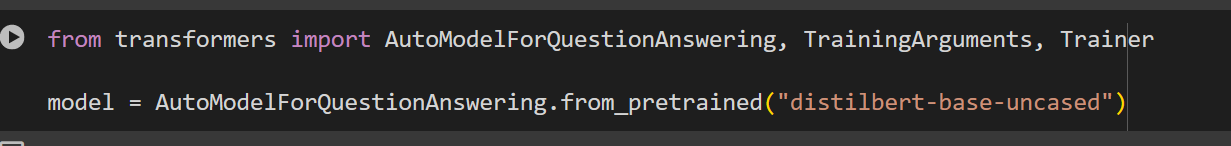 from transformers import AutoModelForQuestionAnswering, TrainingArguments, Trainer
model = AutoModelForQuestionAnswering.from_pretrained("distilbert-base-uncased")